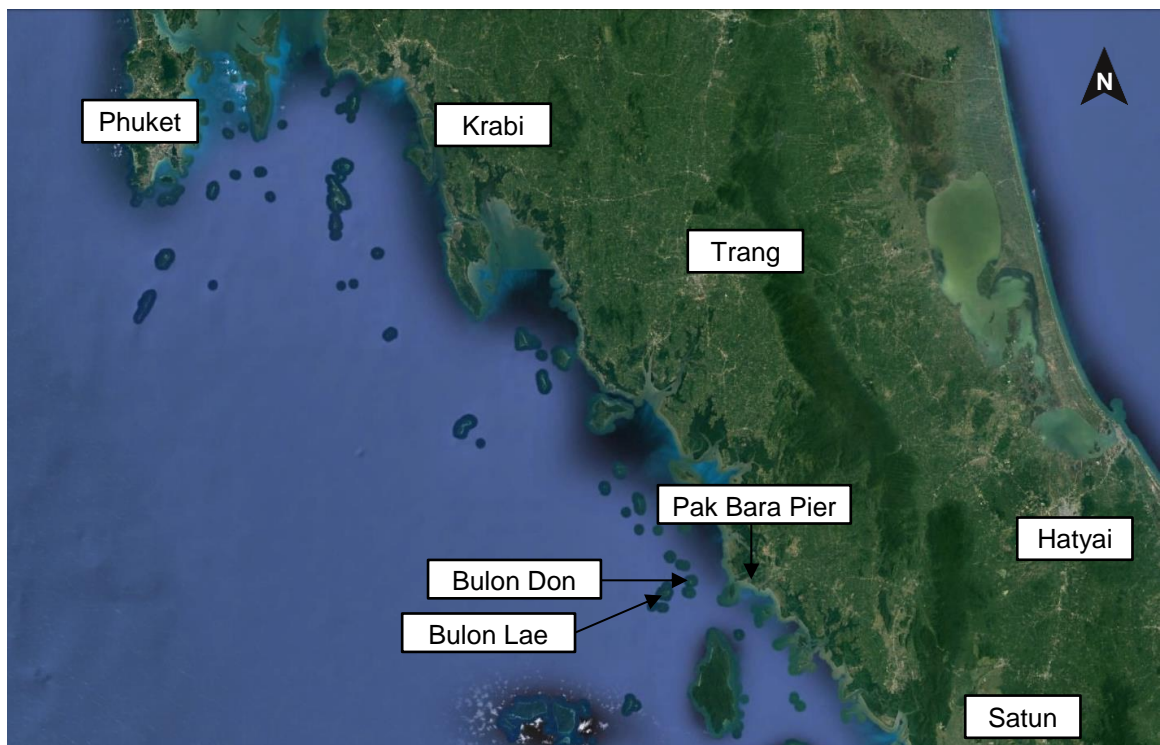 N
Phuket
Krabi
Trang
Pak Bara Pier
Hatyai
Bulon Don
Bulon Lae
Satun